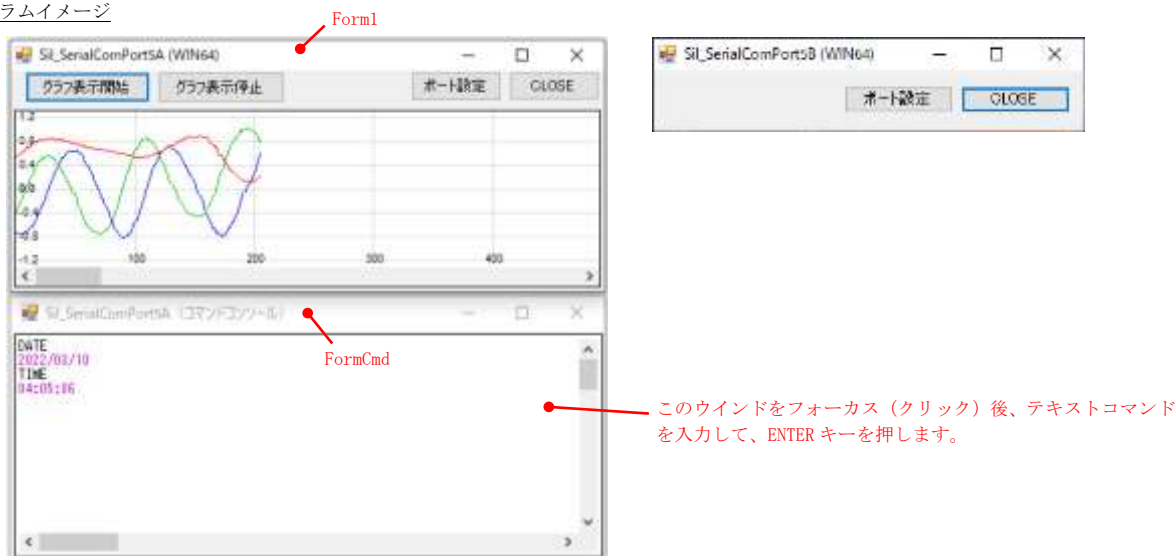 ラムイメージ
Form1
Sil_SerialComPort5A (WIN64)
グラフ表示開始
グラフ表示停止
ポート設定
CLOSE
1.2
0.8
0.4
0.0
-0.4
-0.8
-1.2
100
200
300
400
Sil_SerialComPort5B (WIN64)
ポート設定
CLOSE
Sil_SerialComPort5A (コマンドコンソール)
FormCmd
DATE
2022/03/10
TIME
04:05:06
このウインドをフォーカス（クリック）後、テキストコマンド
を入力して、ENTER キーを押します。